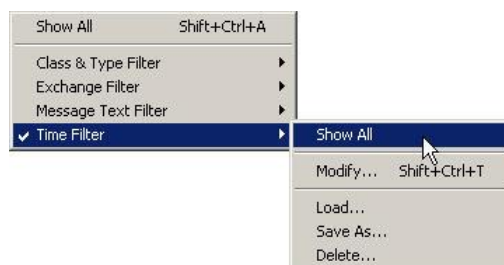 Show All Shift+Ctrl+A
Class & Type Filter
Exchange Filter
Message Text Filter
Time Filter
Show All
Modify... Shift+Ctrl+T
Load...
Save As...
Delete...